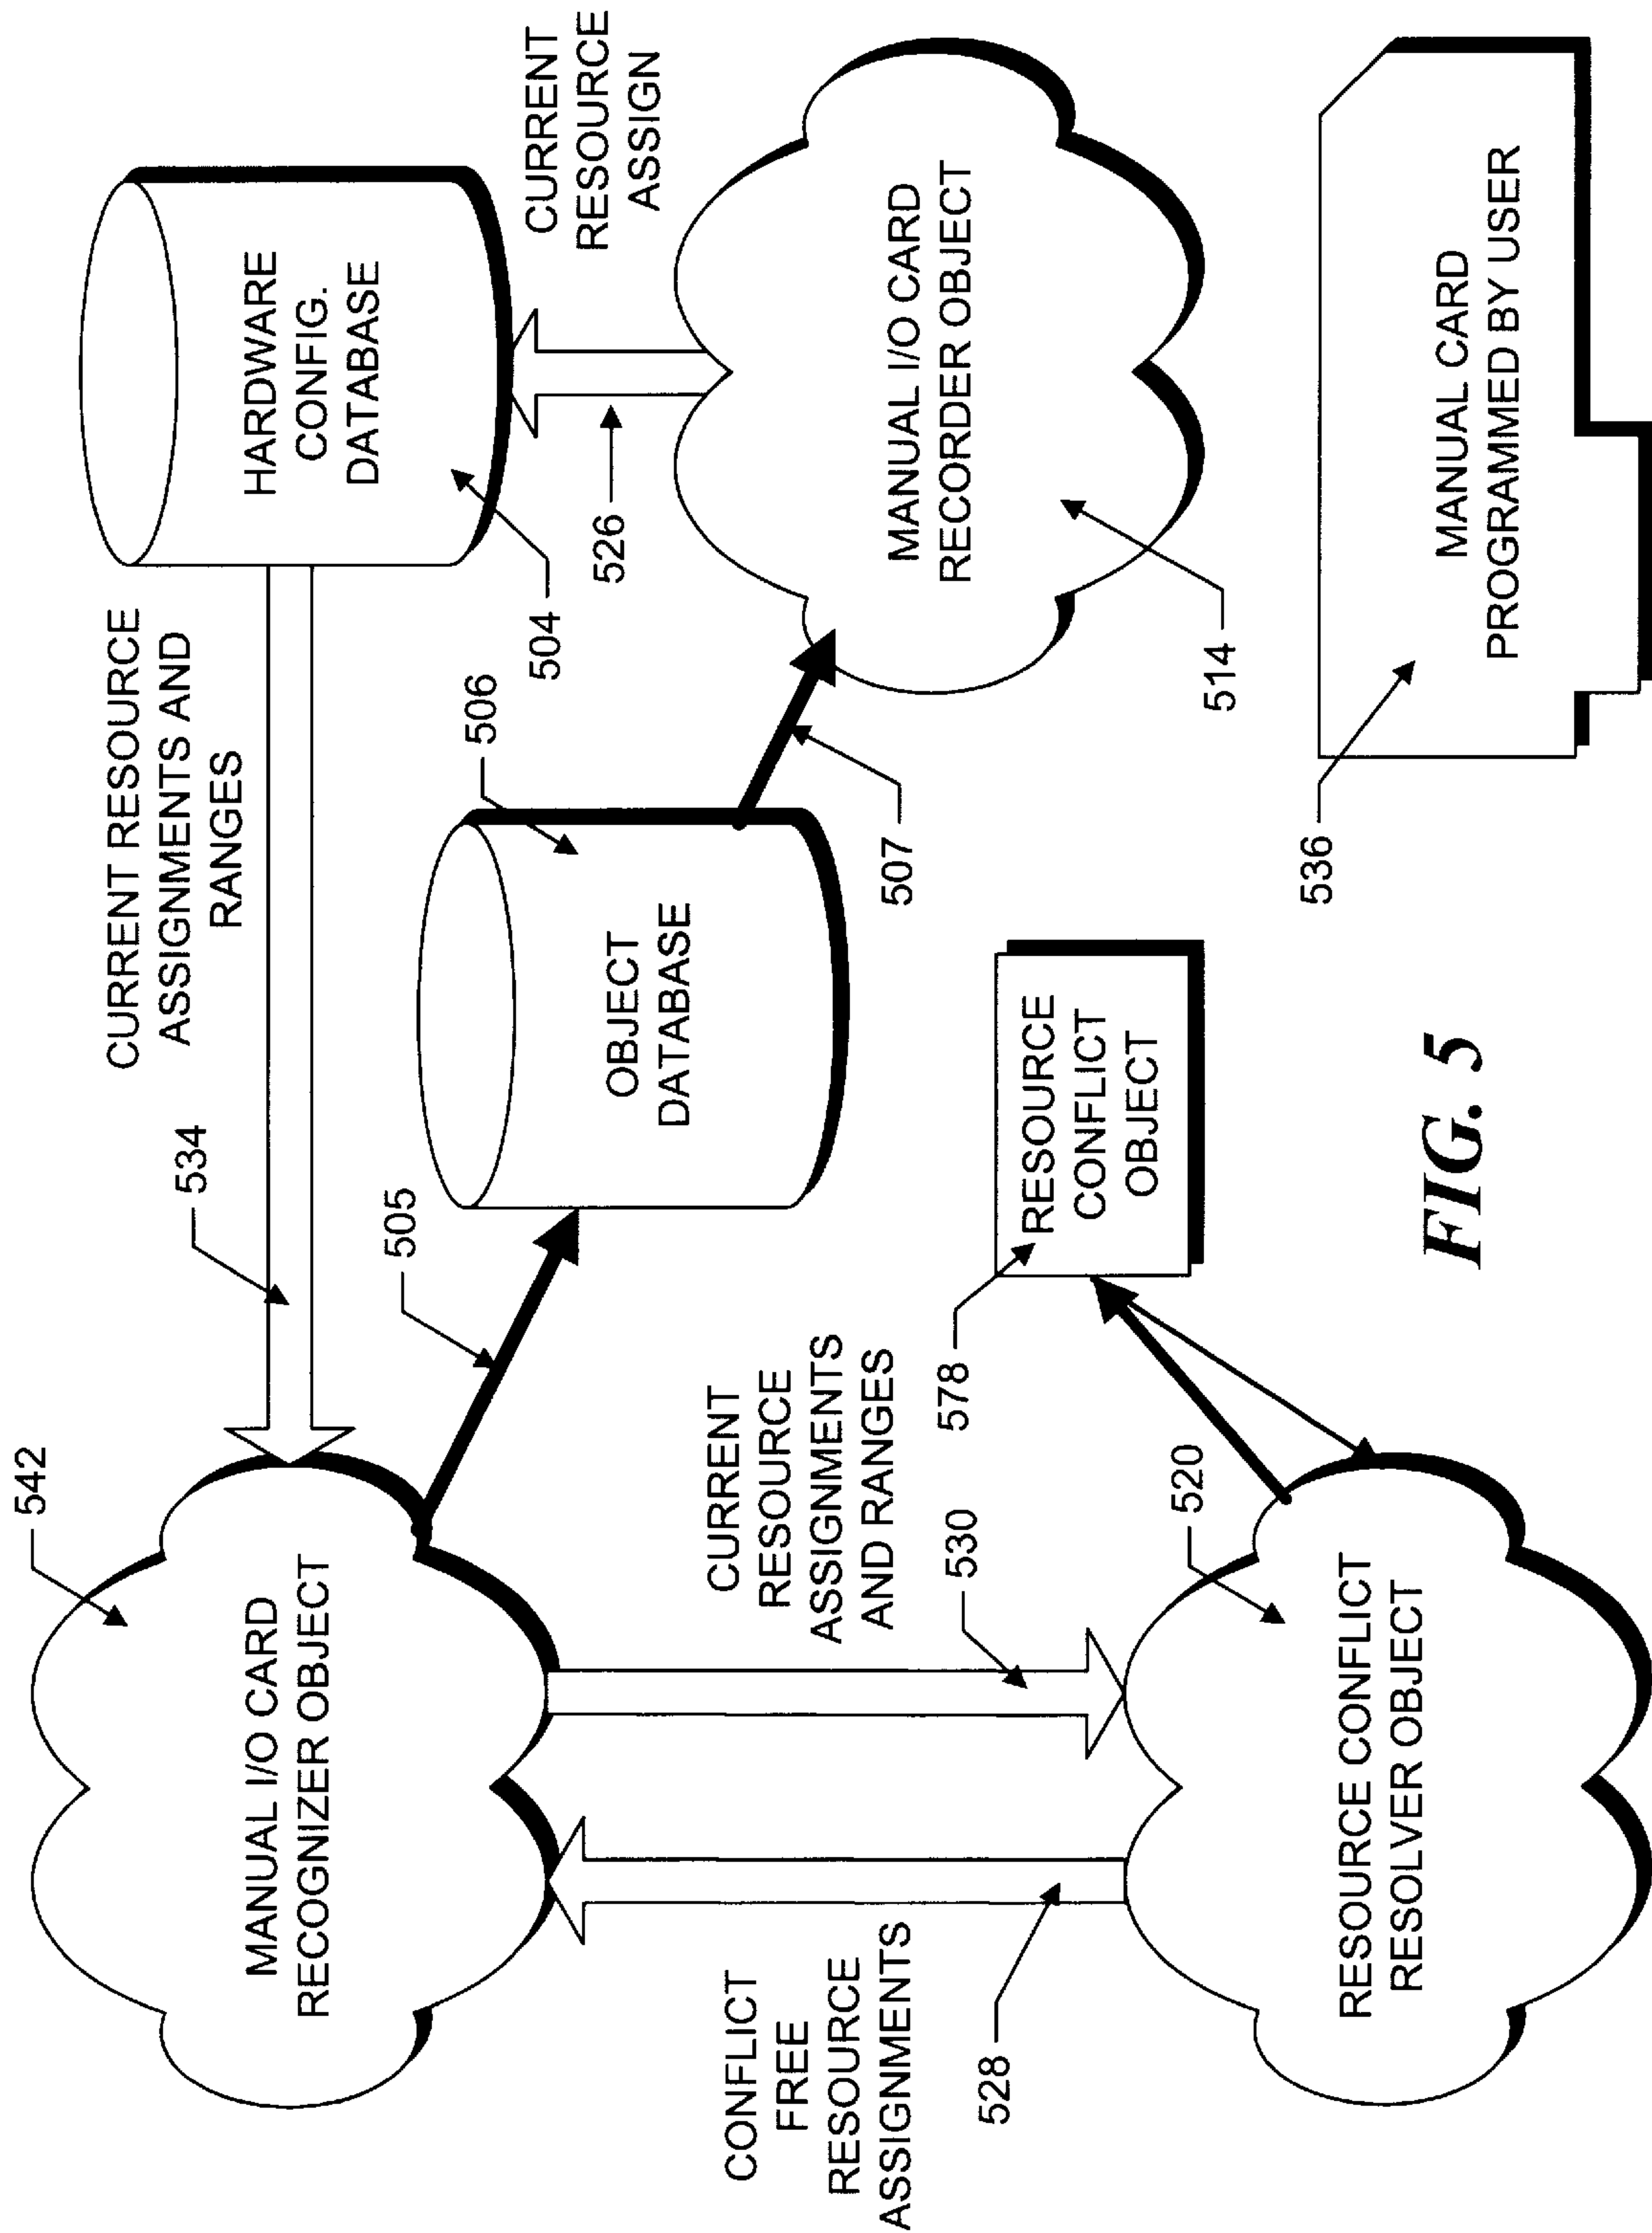 542
MANUAL I/O CARD
RECOGNIZER OBJECT
534
CURRENT RESOURCE
ASSIGNMENTS AND
RANGES
HARDWARE
CONFIG.
DATABASE
504
505
506
OBJECT
DATABASE
507
526
CURRENT
RESOURCE
ASSIGN
CONFLICT
FREE
RESOURCE
ASSIGNMENTS
528
CURRENT
RESOURCE
ASSIGNMENTS
AND RANGES
530
578
RESOURCE
CONFLICT
OBJECT
MANUAL I/O CARD
RECORDER OBJECT
514
520
RESOURCE CONFLICT
RESOLVER OBJECT
536
MANUAL CARD
PROGRAMMED BY USER
FIG. 5